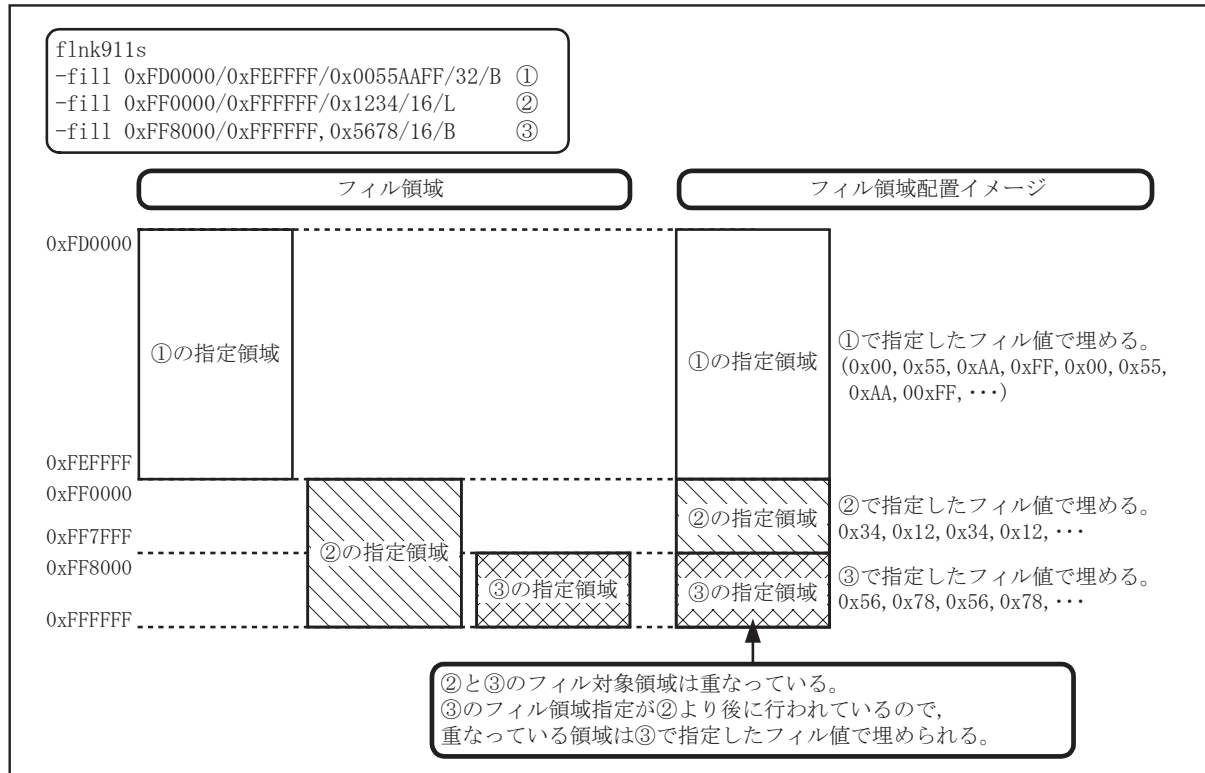 flnk911s
-fill 0xFD0000/0xFEFFFF/0x0055AAFF/32/B ①
-fill 0xFF0000/0xFFFFFF/0x1234/16/L ②
-fill 0xFF8000/0xFFFFFF,0x5678/16/B ③
フィル領域
フィル領域配置イメージ
0xFD0000
①の指定領域
①の指定領域
①で指定したフィル値で埋める。
(0x00,0x55,0xAA,0xFF,0x00,0x55,
0xAA,00xFF,･･･)
0xFEFFFF
0xFF0000
0xFF7FFF
0xFF8000
0xFFFFFF
②の指定領域
③の指定領域
②の指定領域
②で指定したフィル値で埋める。
0x34,0x12,0x34,0x12,･･･
③の指定領域
③で指定したフィル値で埋める。
0x56,0x78,0x56,0x78,･･･
②と③のフィル対象領域は重なっている。
③のフィル領域指定が②より後に行われているので,
重なっている領域は③で指定したフィル値で埋められる。